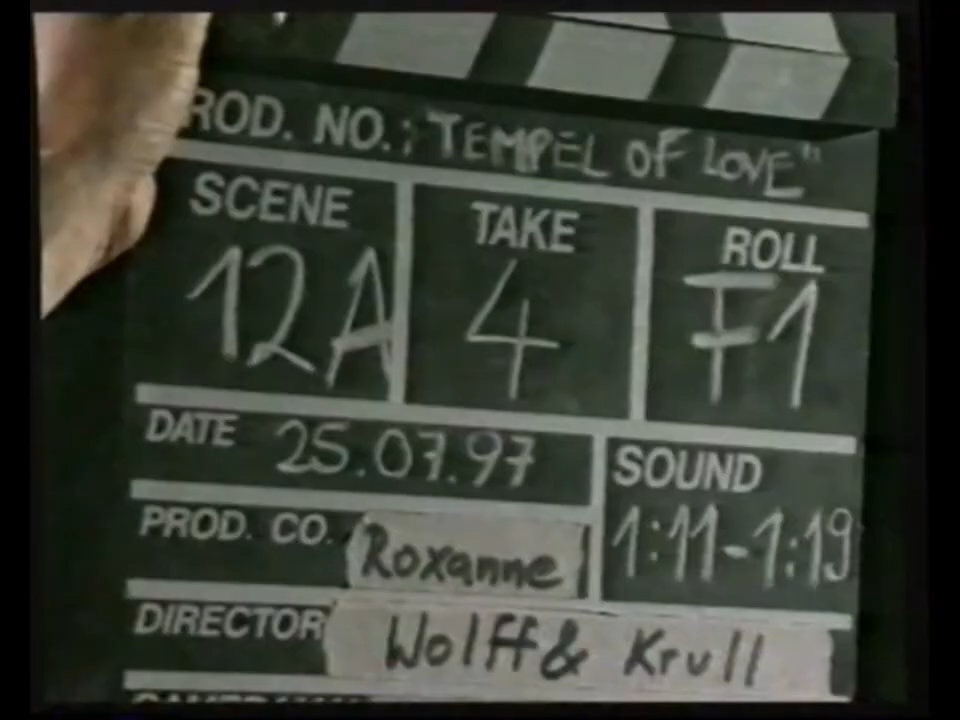 ROD. NO.: TEMPEL OF LOVE"
SCENE TAKE ROLL
12A 4 F1
DATE 25.07.97
SOUND
1:11-1:19
PROD. CO. Roxanne
DIRECTOR Wolff & Krull